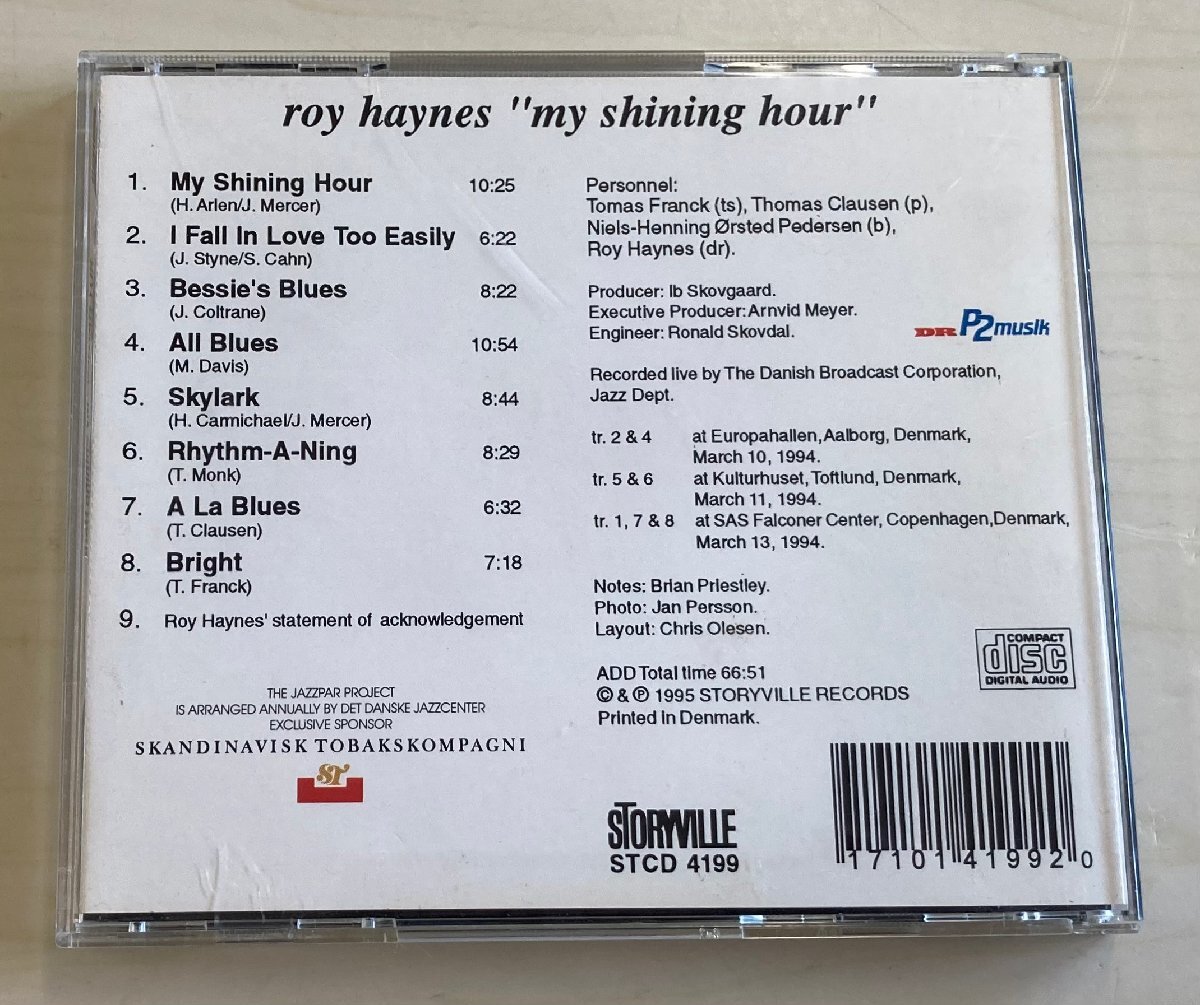 roy haynes "my shining hour"
1. My Shining Hour 10:25
(H. Arlen/J. Mercer)
2. I Fall In Love Too Easily 6:22
(J. Styne/S. Cahn)
3. Bessie's Blues 8:22
(J. Coltrane)
4. All Blues 10:54
(M. Davis)
5. Skylark 8:44
(H. Carmichael/J. Mercer)
6. Rhythm-A-Ning 8:29
(T. Monk)
7. A La Blues 6:32
(T. Clausen)
8. Bright 7:18
(T. Franck)
9. Roy Haynes' statement of acknowledgement
THE JAZZPAR PROJECT
IS ARRANGED ANNUALLY BY DET DANSKE JAZZCENTER
EXCLUSIVE SPONSOR
SKANDINAVISK TOBAKSKOMPAGNI
ST
Personnel:
Tomas Franck (ts), Thomas Clausen (p),
Niels-Henning Ørsted Pedersen (b),
Roy Haynes (dr).
Producer: Ib Skovgaard.
Executive Producer: Arnvid Meyer.
Engineer: Ronald Skovdal.
DR P2musik
Recorded live by The Danish Broadcast Corporation,
Jazz Dept.
tr. 2 & 4 at Europahallen, Aalborg, Denmark,
March 10, 1994.
tr. 5 & 6 at Kulturhuset, Toftlund, Denmark,
March 11, 1994.
tr. 1, 7 & 8 at SAS Falconer Center, Copenhagen, Denmark,
March 13, 1994.
Notes: Brian Priestley.
Photo: Jan Persson.
Layout: Chris Olesen.
ADD Total time 66:51
© & ℗ 1995 STORYVILLE RECORDS
Printed in Denmark.
COMPACT
disc
DIGITAL AUDIO
STORYVILLE
STCD 4199
17101 41992 0